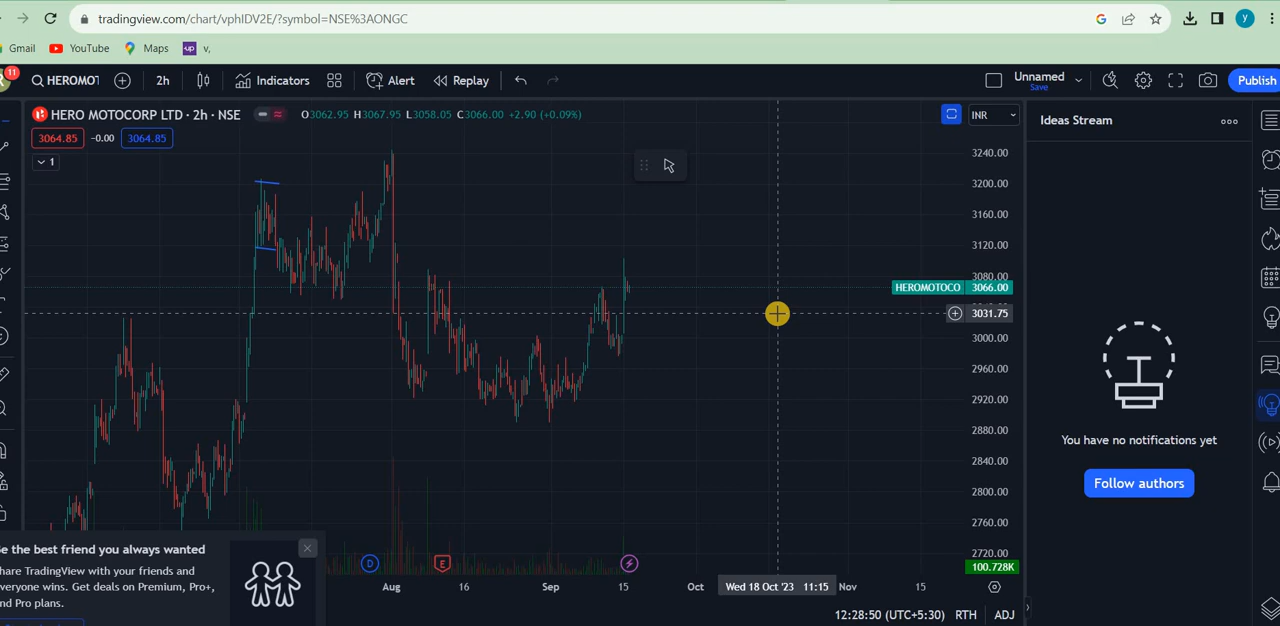 tradingview.com/chart/vphIDV2E/?symbol=NSE%3AONGC
Gmail YouTube Maps up v,
11 HEROMOT 2h Indicators Alert Replay Unnamed Save Publish
HERO MOTOCORP LTD · 2h · NSE O3062.95 H3067.95 L3058.05 C3066.00 +2.90 (+0.09%) INR
3064.85 -0.00 3064.85
1
3240.00
3200.00
3160.00
3120.00
3080.00
HEROMOTOCO 3066.00
3031.75
3000.00
2960.00
2920.00
2880.00
2840.00
2800.00
2760.00
2720.00
100.728K
D E
Aug 16 Sep 15 Oct Wed 18 Oct '23 11:15 Nov 15
12:28:50 (UTC+5:30) RTH ADJ
Ideas Stream
You have no notifications yet
Follow authors
e the best friend you always wanted
hare TradingView with your friends and
veryone wins. Get deals on Premium, Pro+,
nd Pro plans.
y